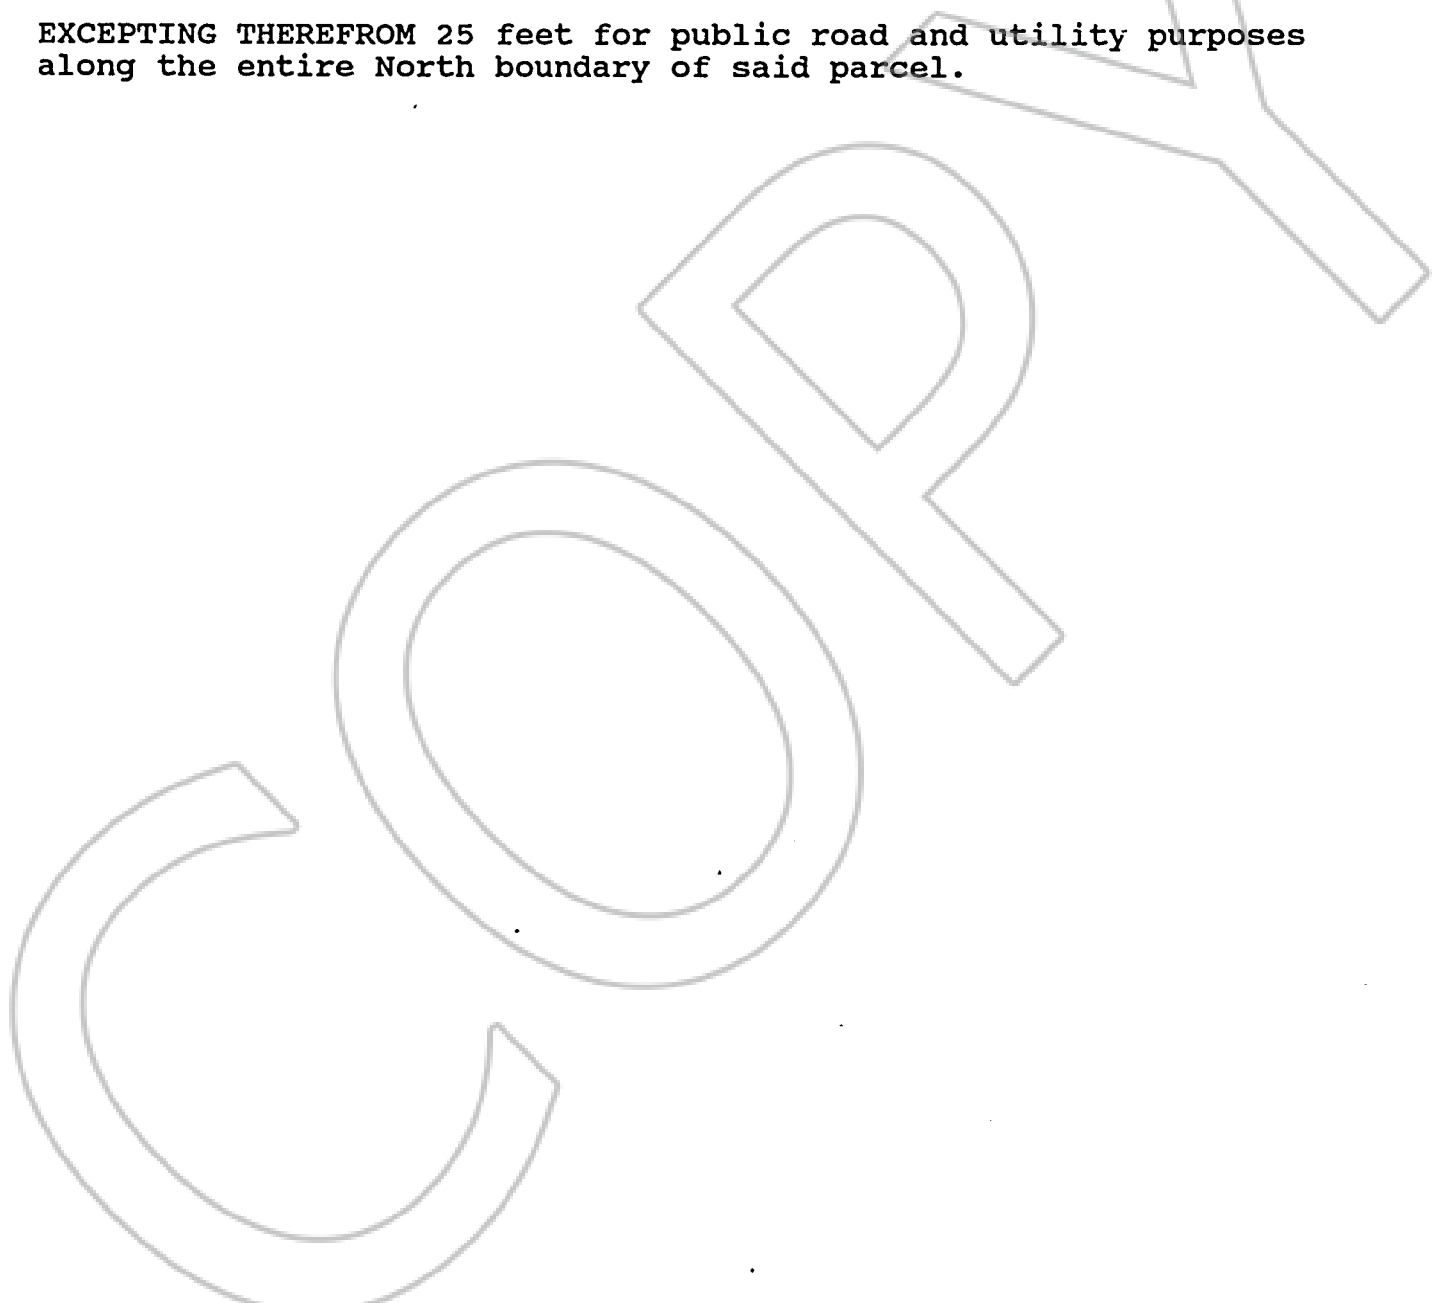 EXCEPTING THEREFROM 25 feet for public road and utility purposes
along the entire North boundary of said parcel.
COPY